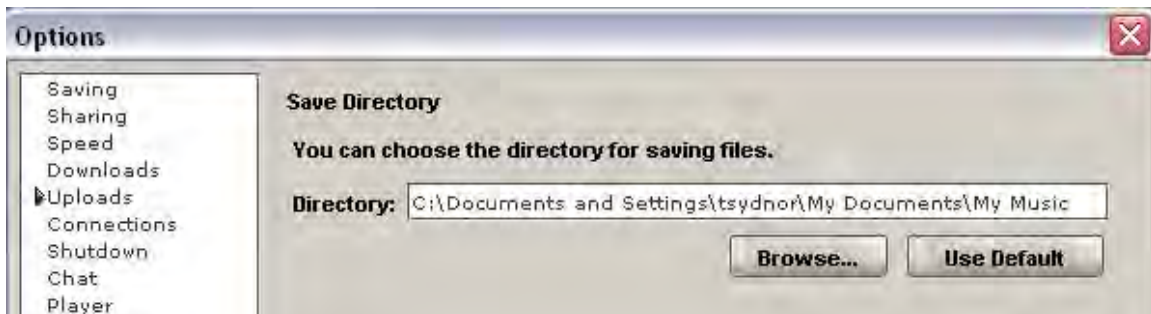 Options
Saving
Sharing
Speed
Downloads
Uploads
Connections
Shutdown
Chat
Player
Save Directory
You can choose the directory for saving files.
Directory: C:\Documents and Settings\tsydnor\My Documents\My Music
Browse... Use Default